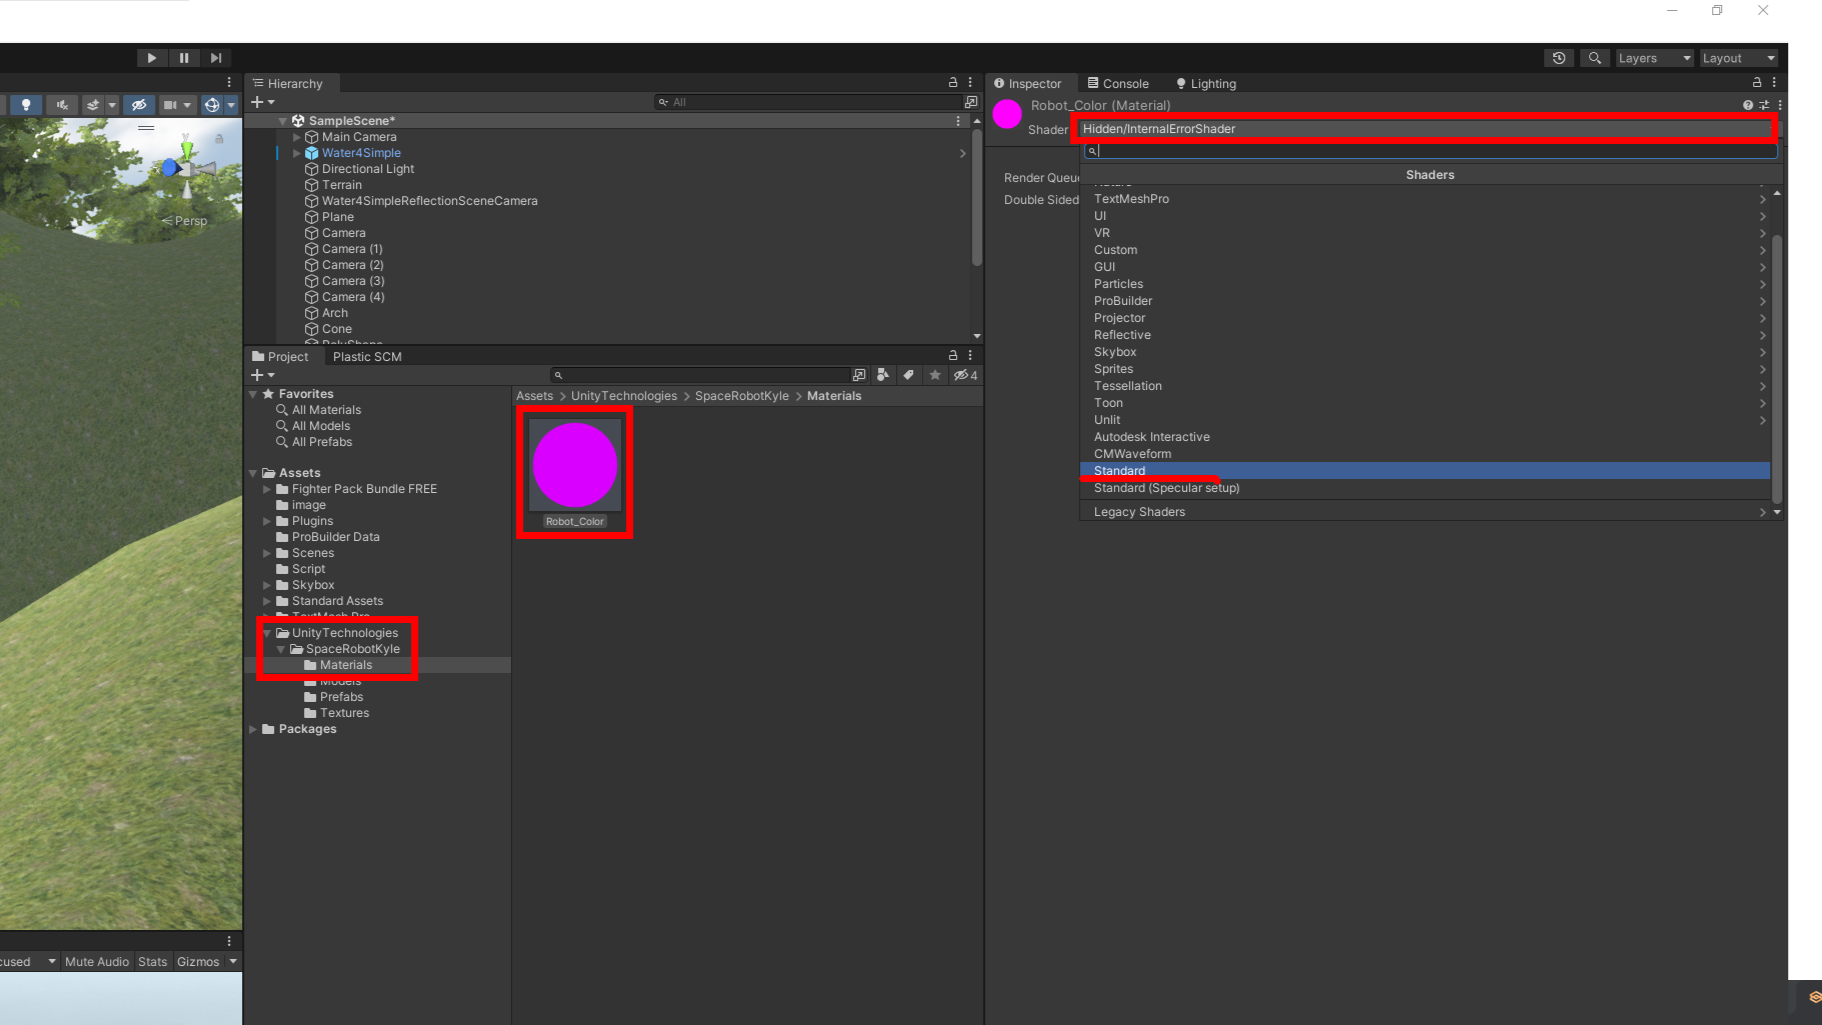 Layers
Layout
Hierarchy
All
SampleScene*
Main Camera
Water4Simple
Directional Light
Terrain
Water4SimpleReflectionSceneCamera
Plane
Camera
Camera (1)
Camera (2)
Camera (3)
Camera (4)
Arch
Cone
PolyShape
Persp
y
Project
Plastic SCM
4
Favorites
All Materials
All Models
All Prefabs
Assets
Fighter Pack Bundle FREE
image
Plugins
ProBuilder Data
Scenes
Script
Skybox
Standard Assets
TextMesh Pro
UnityTechnologies
SpaceRobotKyle
Materials
Models
Prefabs
Textures
Packages
Assets > UnityTechnologies > SpaceRobotKyle > Materials
Robot_Color
Inspector
Console
Lighting
Robot_Color (Material)
Shader
Hidden/InternalErrorShader
Render Queue
Double Sided
Shaders
Nature
TextMeshPro
UI
VR
Custom
GUI
Particles
ProBuilder
Projector
Reflective
Skybox
Sprites
Tessellation
Toon
Unlit
Autodesk Interactive
CMWaveform
Standard
Standard (Specular setup)
Legacy Shaders
cused
Mute Audio
Stats
Gizmos